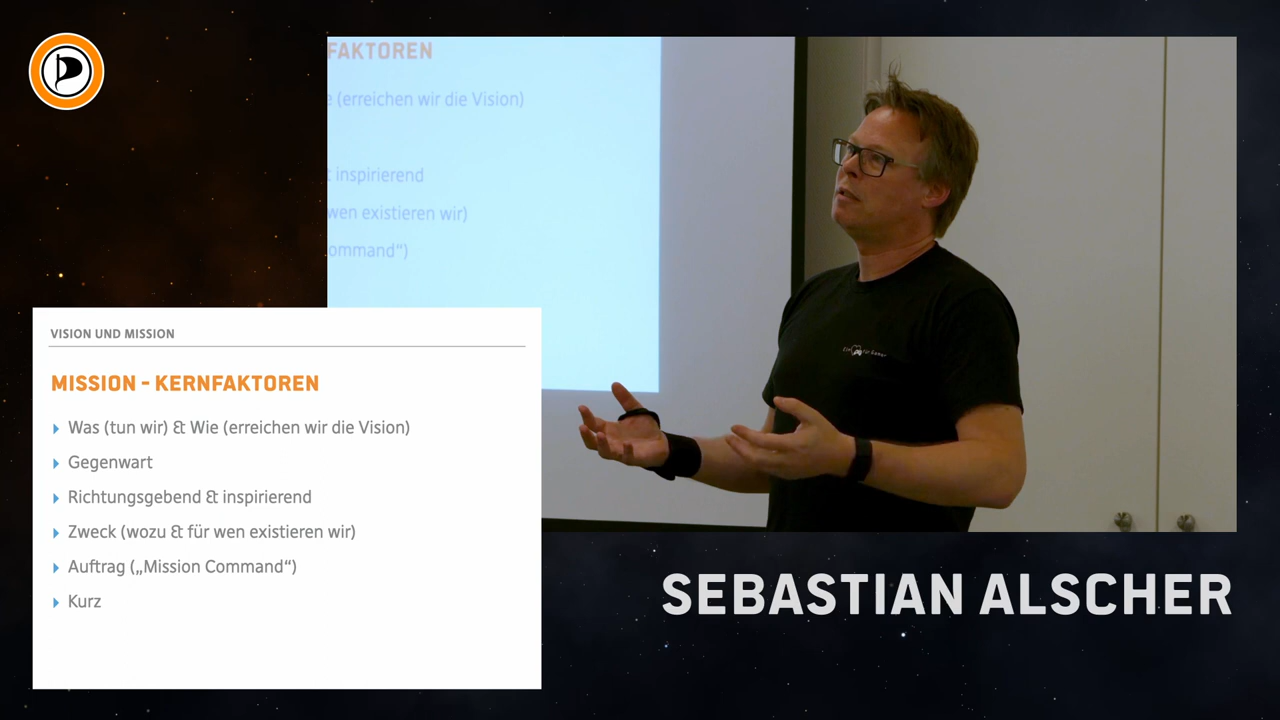 FAKTOREN
e (erreichen wir die Vision)
t inspirierend
wen existieren wir)
ommand“)
VISION UND MISSION
MISSION - KERNFAKTOREN
Was (tun wir) & Wie (erreichen wir die Vision)
Gegenwart
Richtungsgebend & inspirierend
Zweck (wozu & für wen existieren wir)
Auftrag („Mission Command“)
Kurz
SEBASTIAN ALSCHER